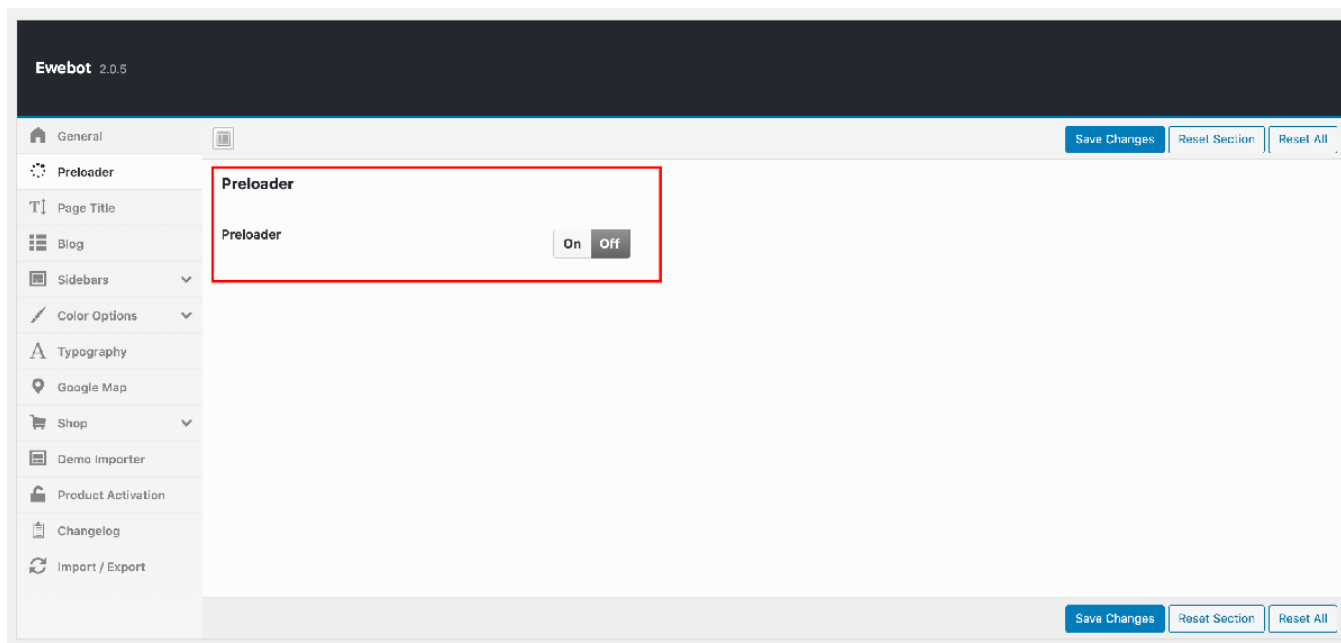 Ewebot 2.0.5
General
Save Changes Reset Section Reset All
Preloader
Page Title
Blog
Sidebars
Color Options
Typography
Google Map
Shop
Demo Importer
Product Activation
Changelog
Import / Export
Preloader
Preloader On Off
Save Changes Reset Section Reset All